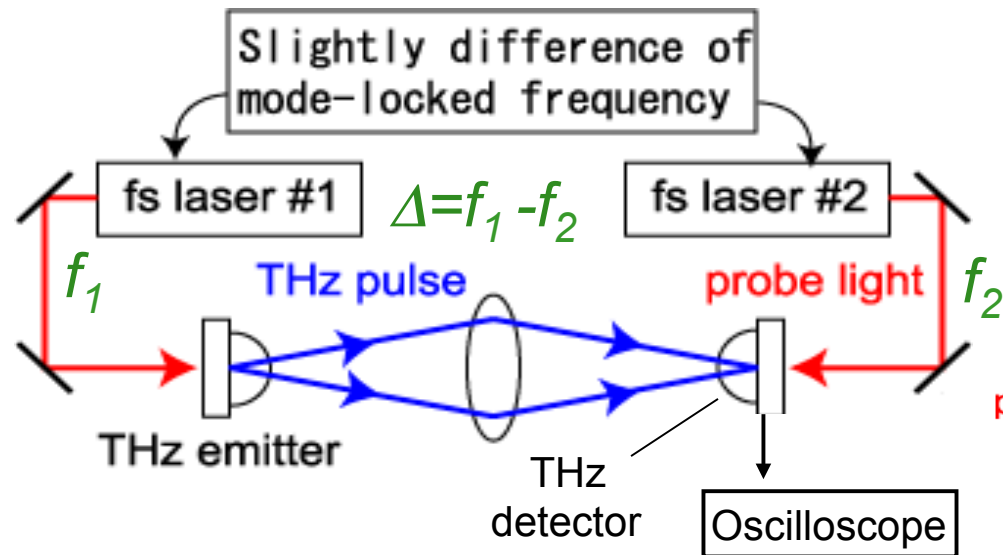 Slightly difference of
mode-locked frequency
fs laser #1
fs laser #2
Δ=f₁ -f₂
f₁
THz pulse
probe light
f₂
THz emitter
THz
detector
Oscilloscope
p